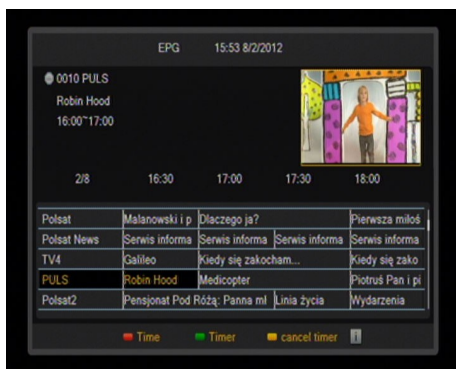 EPG 15:53 8/2/2012
0010 PULS
Robin Hood
16:00~17:00
2/8 16:30 17:00 17:30 18:00
Polsat Malanowski i p Dlaczego ja? Pierwsza miloś
Polsat News Serwis informa Serwis informa Serwis informa Serwis informa
TV4 Galileo Kiedy się zakocham... Kiedy się zako
PULS Robin Hood Medicopter Piotruś Pan i pi
Polsat2 Pensjonat Pod Różą: Panna mł Linia życia Wydarzenia
Time Timer cancel timer i